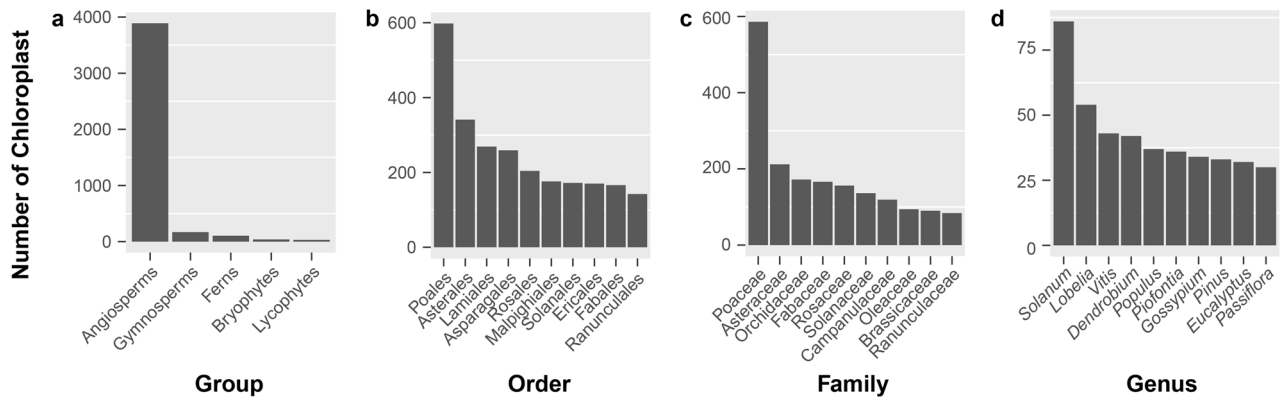 Number of Chloroplast
a
4000
3000
2000
1000
0
Angiosperms
Gymnosperms
Ferns
Bryophytes
Lycophytes
Group
b
600
400
200
0
Poales
Asterales
Lamiales
Asparagales
Rosales
Malpighiales
Solanales
Ericales
Fabales
Ranunculales
Order
c
600
400
200
0
Poaceae
Asteraceae
Orchidaceae
Fabaceae
Rosaceae
Solanaceae
Campanulaceae
Oleaceae
Brassicaceae
Ranunculaceae
Family
d
75
50
25
0
Solanum
Lobelia
Vitis
Dendrobium
Populus
Plofontia
Gossypium
Pinus
Eucalyptus
Passiflora
Genus